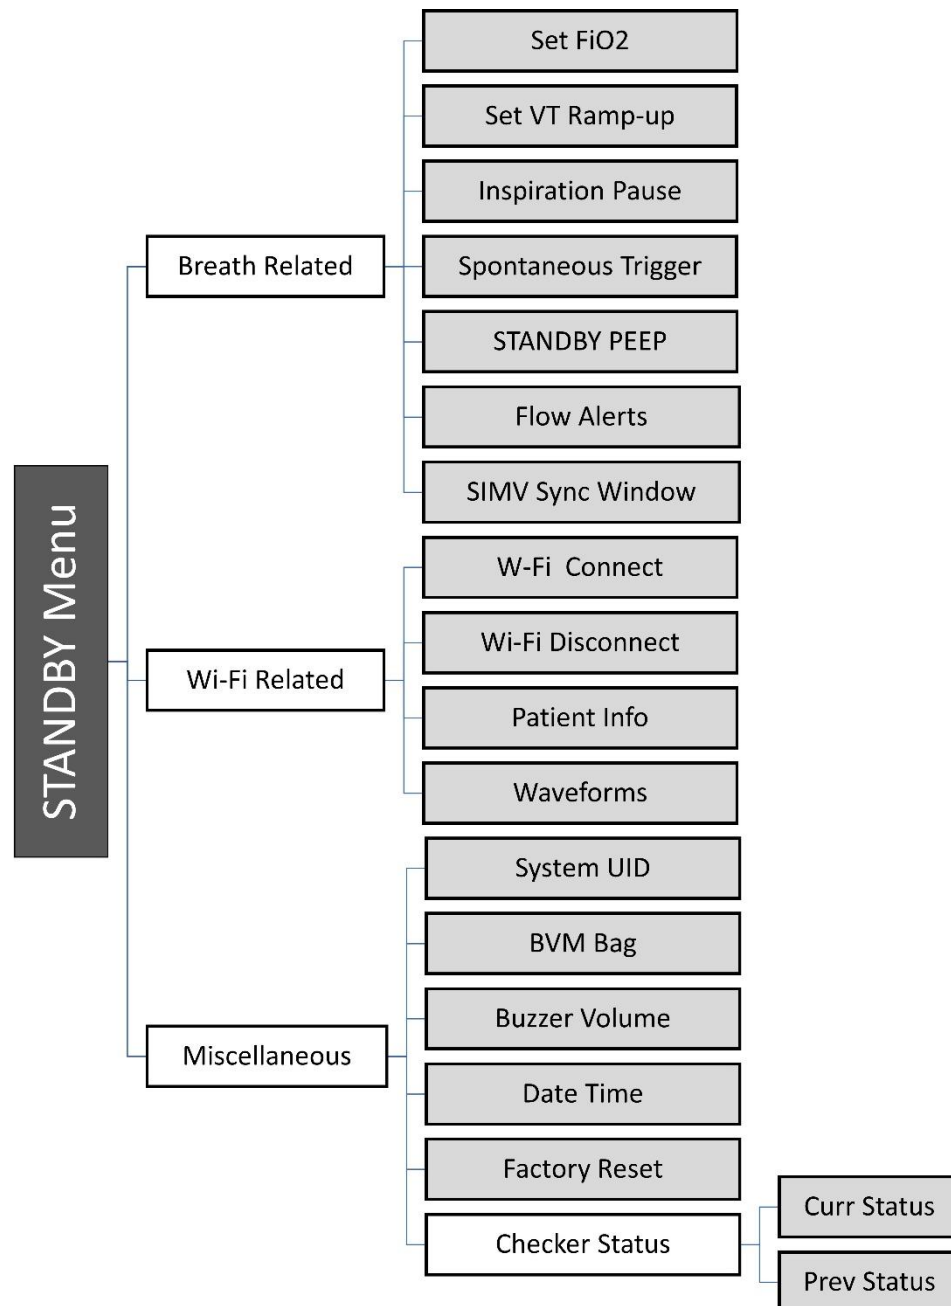 STANDBY Menu
Breath Related
Set FiO2
Set VT Ramp-up
Inspiration Pause
Spontaneous Trigger
STANDBY PEEP
Flow Alerts
SIMV Sync Window
Wi-Fi Related
W-Fi  Connect
Wi-Fi Disconnect
Patient Info
Waveforms
Miscellaneous
System UID
BVM Bag
Buzzer Volume
Date Time
Factory Reset
Checker Status
Curr Status
Prev Status